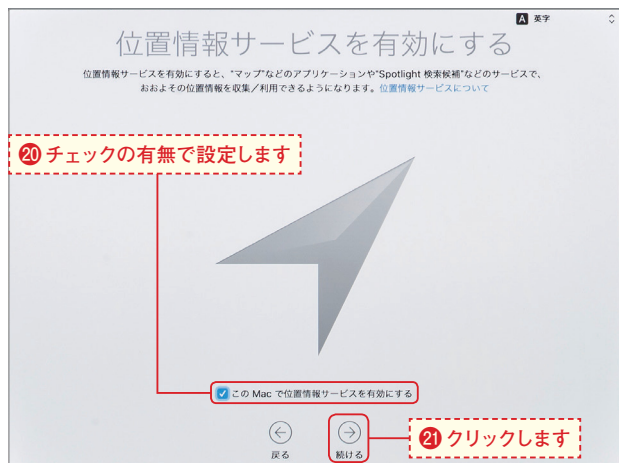 A 英字
位置情報サービスを有効にする
位置情報サービスを有効にすると、"マップ"などのアプリケーションや"Spotlight 検索候補"などのサービスで、
おおよその位置情報を収集／利用できるようになります。位置情報サービスについて
⑳ チェックの有無で設定します
このMacで位置情報サービスを有効にする
戻る
続ける
㉑ クリックします